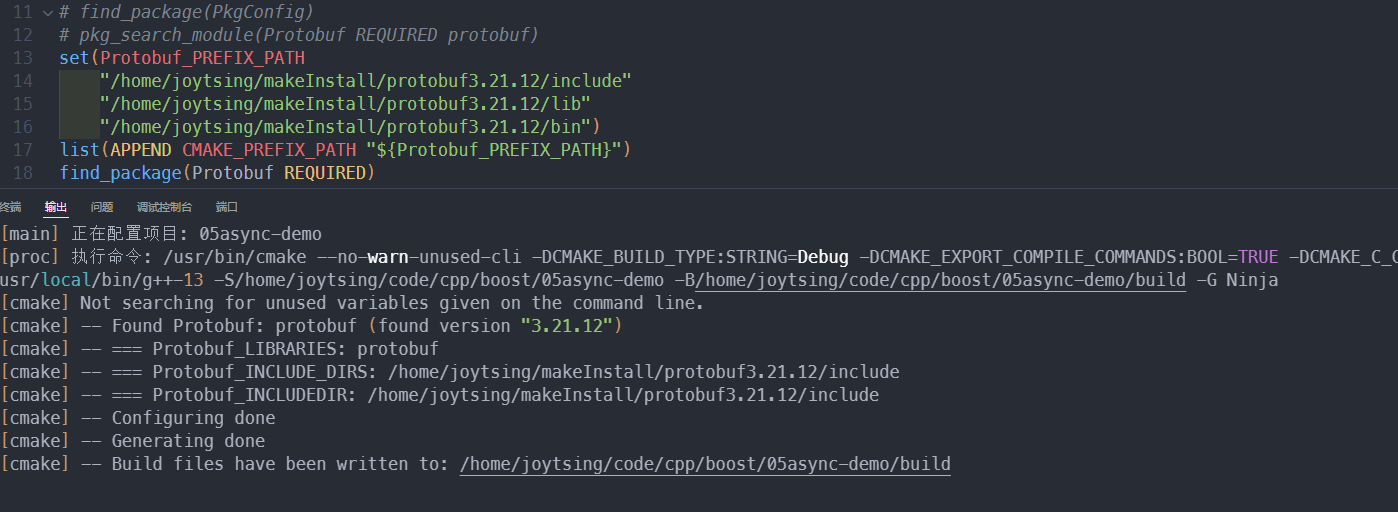 11 # find_package(PkgConfig)
12 # pkg_search_module(Protobuf REQUIRED protobuf)
13 set(Protobuf_PREFIX_PATH
14 "/home/joytsing/makeInstall/protobuf3.21.12/include"
15 "/home/joytsing/makeInstall/protobuf3.21.12/lib"
16 "/home/joytsing/makeInstall/protobuf3.21.12/bin")
17 list(APPEND CMAKE_PREFIX_PATH "${Protobuf_PREFIX_PATH}")
18 find_package(Protobuf REQUIRED)
终端 输出 问题 调试控制台 端口
[main] 正在配置项目: 05async-demo
[proc] 执行命令: /usr/bin/cmake --no-warn-unused-cli -DCMAKE_BUILD_TYPE:STRING=Debug -DCMAKE_EXPORT_COMPILE_COMMANDS:BOOL=TRUE -DCMAKE_C_C
usr/local/bin/g++-13 -S/home/joytsing/code/cpp/boost/05async-demo -B/home/joytsing/code/cpp/boost/05async-demo/build -G Ninja
[cmake] Not searching for unused variables given on the command line.
[cmake] -- Found Protobuf: protobuf (found version "3.21.12")
[cmake] -- === Protobuf_LIBRARIES: protobuf
[cmake] -- === Protobuf_INCLUDE_DIRS: /home/joytsing/makeInstall/protobuf3.21.12/include
[cmake] -- === Protobuf_INCLUDEDIR: /home/joytsing/makeInstall/protobuf3.21.12/include
[cmake] -- Configuring done
[cmake] -- Generating done
[cmake] -- Build files have been written to: /home/joytsing/code/cpp/boost/05async-demo/build